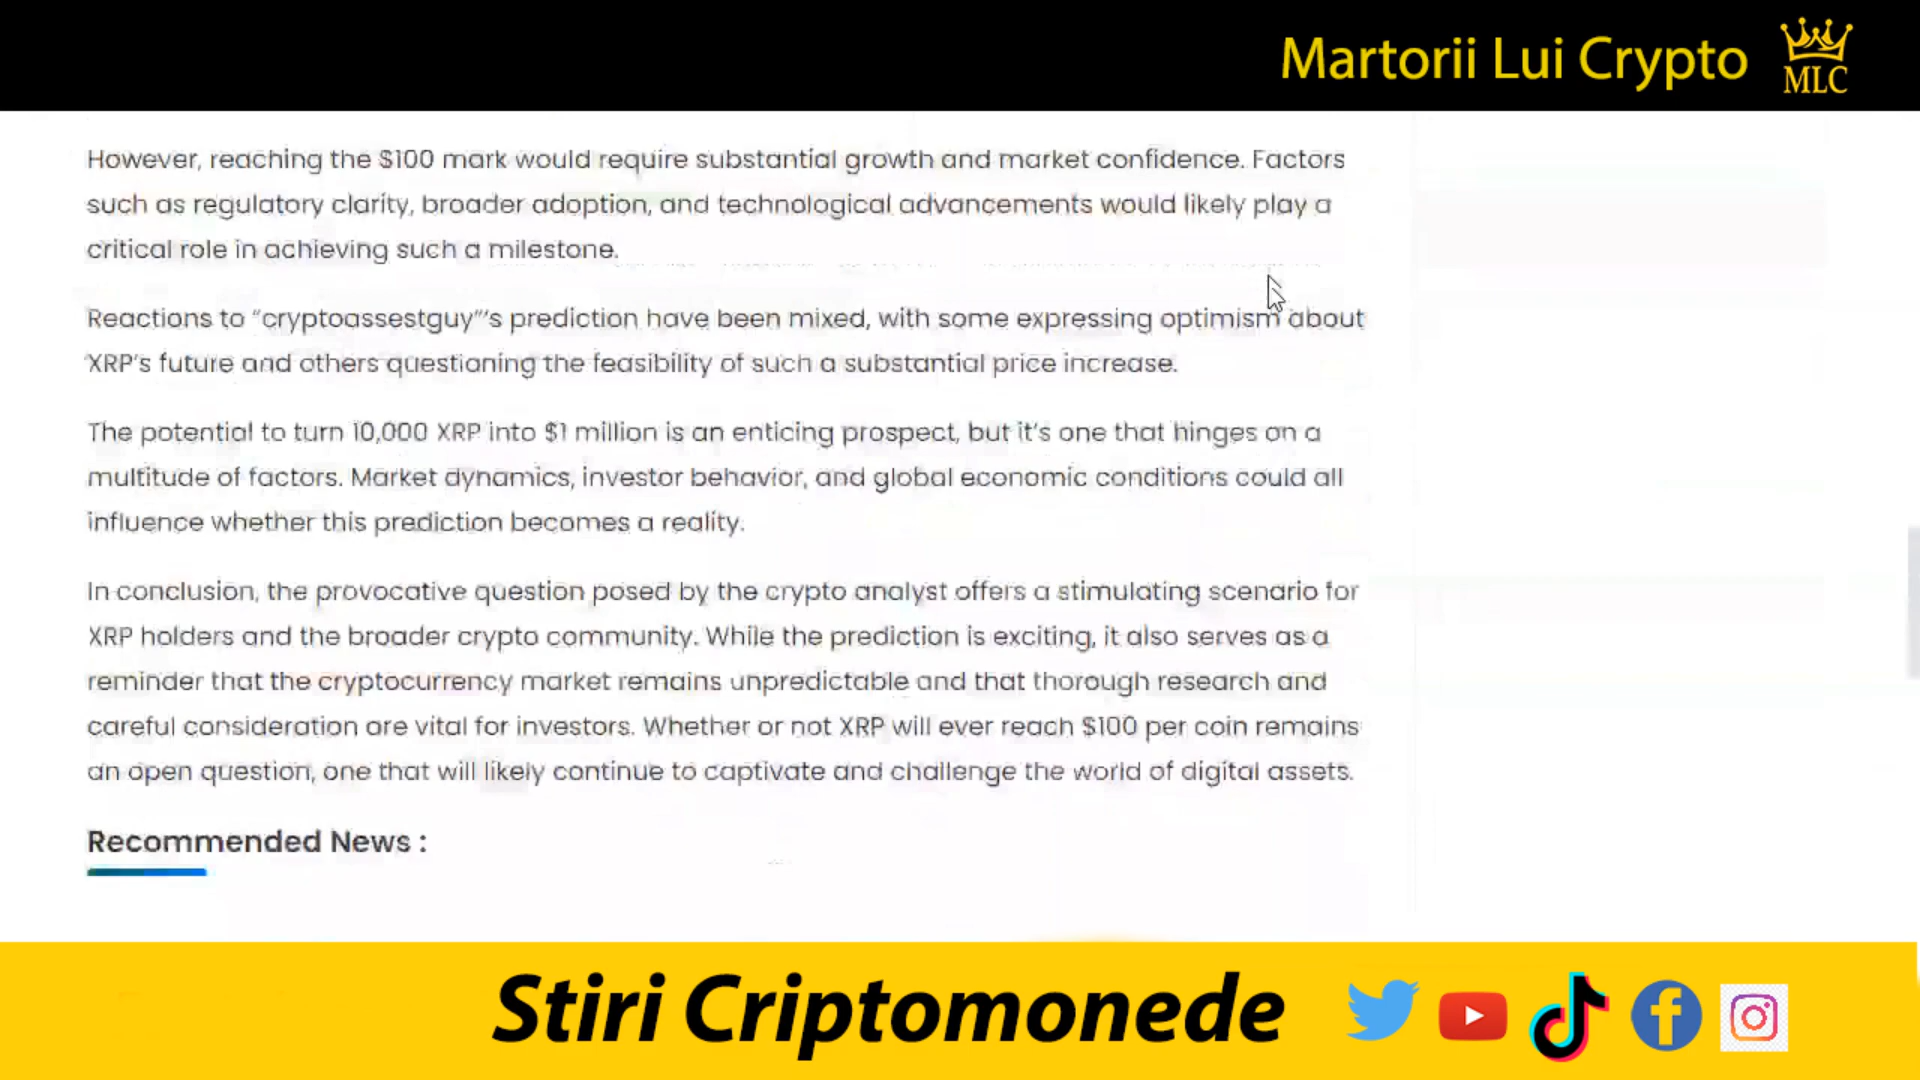 Martorii Lui Crypto
MLC
However, reaching the $100 mark would require substantial growth and market confidence. Factors
such as regulatory clarity, broader adoption, and technological advancements would likely play a
critical role in achieving such a milestone.
Reactions to “cryptoassestguy”’s prediction have been mixed, with some expressing optimism about
XRP’s future and others questioning the feasibility of such a substantial price increase.
The potential to turn 10,000 XRP into $1 million is an enticing prospect, but it’s one that hinges on a
multitude of factors. Market dynamics, investor behavior, and global economic conditions could all
influence whether this prediction becomes a reality.
In conclusion, the provocative question posed by the crypto analyst offers a stimulating scenario for
XRP holders and the broader crypto community. While the prediction is exciting, it also serves as a
reminder that the cryptocurrency market remains unpredictable and that thorough research and
careful consideration are vital for investors. Whether or not XRP will ever reach $100 per coin remains
an open question, one that will likely continue to captivate and challenge the world of digital assets.
Recommended News :
Stiri Criptomonede